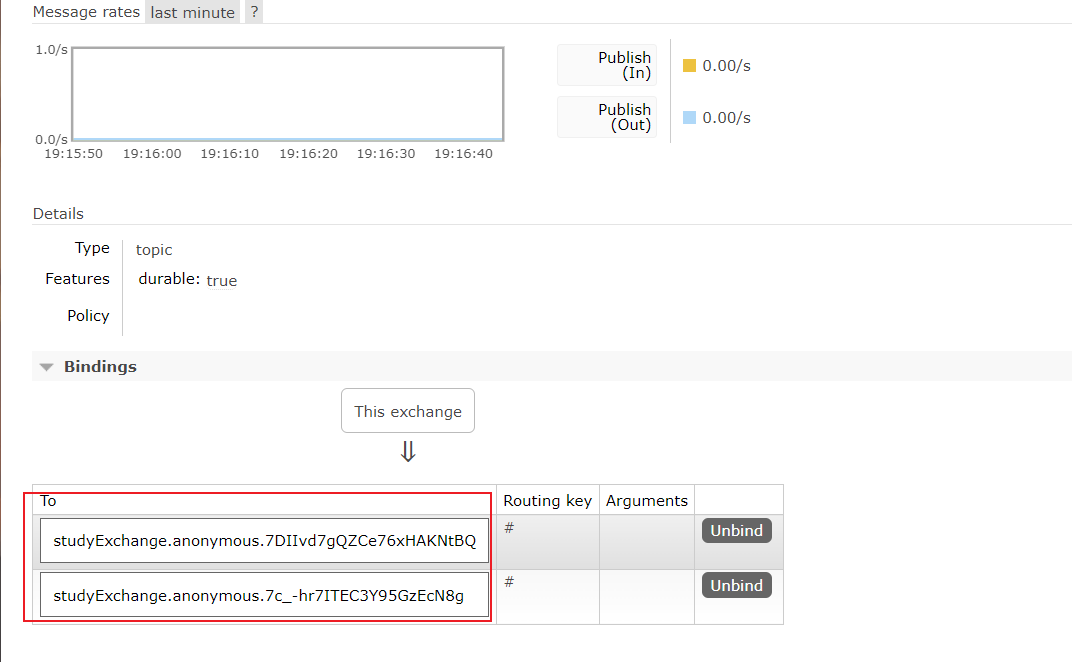 Message rates last minute ?
1.0/s
0.0/s
19:15:50 19:16:00 19:16:10 19:16:20 19:16:30 19:16:40
Publish
(In)
0.00/s
Publish
(Out)
0.00/s
Details
Type topic
Features durable: true
Policy
Bindings
This exchange
⇓
To Routing key Arguments
studyExchange.anonymous.7DIIvd7gQZCe76xHAKNtBQ # Unbind
studyExchange.anonymous.7c_-hr7ITEC3Y95GzEcN8g # Unbind